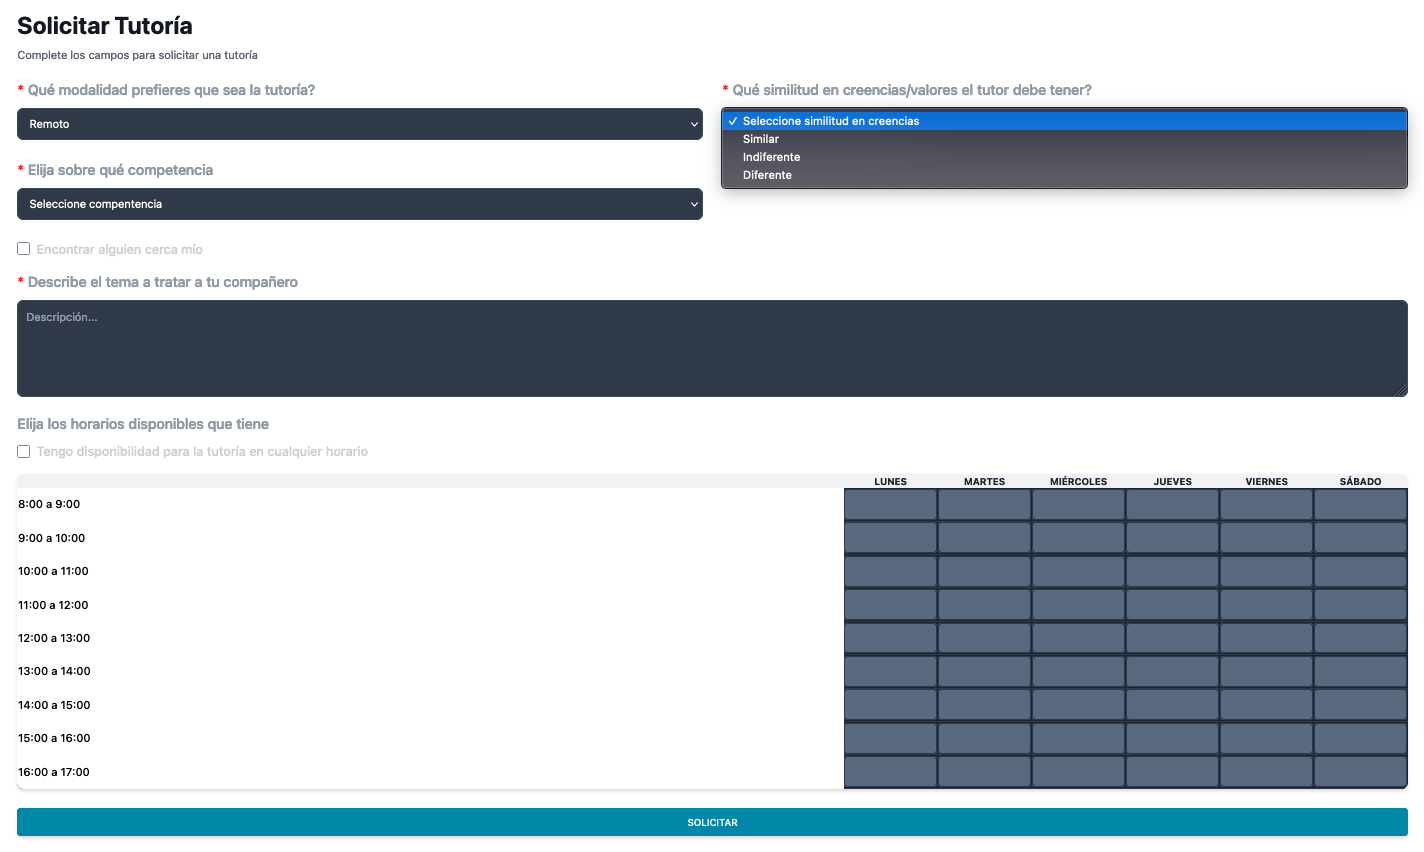 Solicitar Tutoría
Complete los campos para solicitar una tutoría
* Qué modalidad prefieres que sea la tutoría?
Remoto
* Qué similitud en creencias/valores el tutor debe tener?
✓ Seleccione similitud en creencias
Similar
Indiferente
Diferente
* Elija sobre qué competencia
Seleccione compentencia
Encontrar alguien cerca mío
* Describe el tema a tratar a tu compañero
Descripción...
Elija los horarios disponibles que tiene
Tengo disponibilidad para la tutoría en cualquier horario
LUNES MARTES MIÉRCOLES JUEVES VIERNES SÁBADO
8:00 a 9:00
9:00 a 10:00
10:00 a 11:00
11:00 a 12:00
12:00 a 13:00
13:00 a 14:00
14:00 a 15:00
15:00 a 16:00
16:00 a 17:00
SOLICITAR